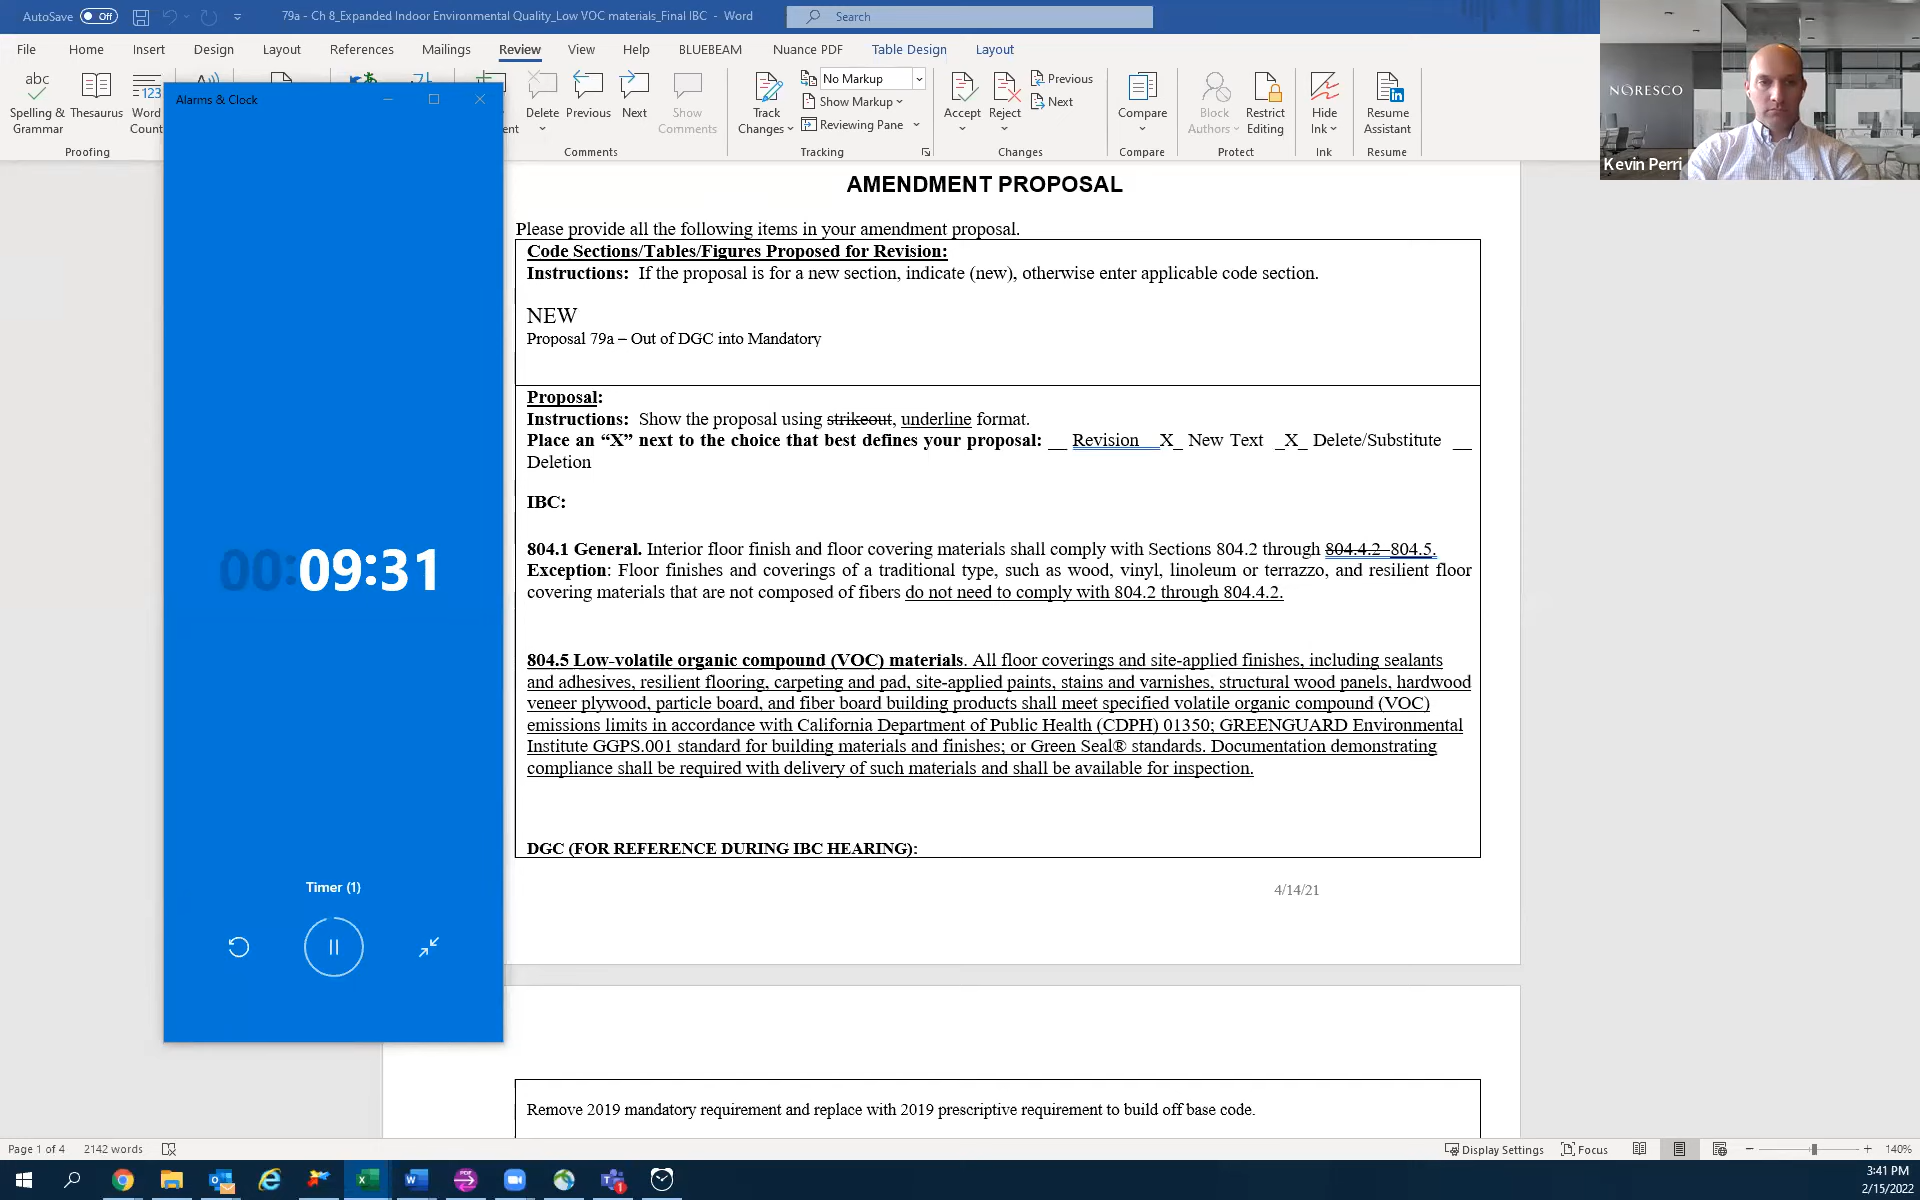 AutoSave Off 79a - Ch 8_Expanded Indoor Environmental Quality_Low VOC materials_Final IBC - Word Search
File Home Insert Design Layout References Mailings Review View Help BLUEBEAM Nuance PDF Table Design Layout
abc 123
Spelling & Grammar Thesaurus Word Count
Proofing
Delete Previous Next Show Comments
Comments
Track Changes
No Markup
Show Markup
Reviewing Pane
Tracking
Accept Reject
Previous
Next
Changes
Compare
Compare
Block Authors Restrict Editing
Protect
Hide Ink
Ink
Resume Assistant
Resume
NORESCO
Kevin Perri
Alarms & Clock
00:09:31
Timer (1)
AMENDMENT PROPOSAL
Please provide all the following items in your amendment proposal.
Code Sections/Tables/Figures Proposed for Revision:
Instructions: If the proposal is for a new section, indicate (new), otherwise enter applicable code section.
NEW
Proposal 79a – Out of DGC into Mandatory
Proposal:
Instructions: Show the proposal using strikeout, underline format.
Place an “X” next to the choice that best defines your proposal: __ Revision __X_ New Text _X_ Delete/Substitute __
Deletion
IBC:
804.1 General. Interior floor finish and floor covering materials shall comply with Sections 804.2 through 804.4.2 804.5.
Exception: Floor finishes and coverings of a traditional type, such as wood, vinyl, linoleum or terrazzo, and resilient floor
covering materials that are not composed of fibers do not need to comply with 804.2 through 804.4.2.
804.5 Low-volatile organic compound (VOC) materials. All floor coverings and site-applied finishes, including sealants
and adhesives, resilient flooring, carpeting and pad, site-applied paints, stains and varnishes, structural wood panels, hardwood
veneer plywood, particle board, and fiber board building products shall meet specified volatile organic compound (VOC)
emissions limits in accordance with California Department of Public Health (CDPH) 01350; GREENGUARD Environmental
Institute GGPS.001 standard for building materials and finishes; or Green Seal® standards. Documentation demonstrating
compliance shall be required with delivery of such materials and shall be available for inspection.
DGC (FOR REFERENCE DURING IBC HEARING):
4/14/21
Remove 2019 mandatory requirement and replace with 2019 prescriptive requirement to build off base code.
Page 1 of 4 2142 words Display Settings Focus 140%
3:41 PM
2/15/2022